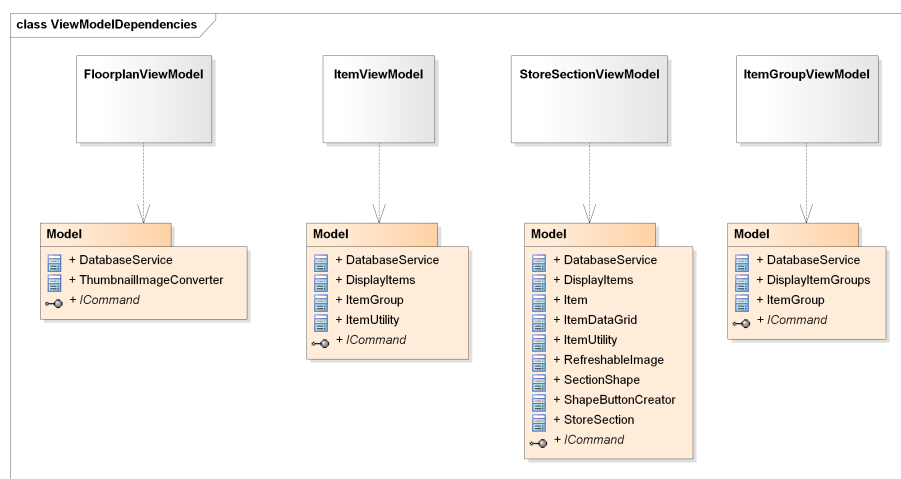 class ViewModelDependencies
FloorplanViewModel
ItemViewModel
StoreSectionViewModel
ItemGroupViewModel
Model
+ DatabaseService
+ ThumbnailImageConverter
+ ICommand
Model
+ DatabaseService
+ DisplayItems
+ ItemGroup
+ ItemUtility
+ ICommand
Model
+ DatabaseService
+ DisplayItems
+ Item
+ ItemDataGrid
+ ItemUtility
+ RefreshableImage
+ SectionShape
+ ShapeButtonCreator
+ StoreSection
+ ICommand
Model
+ DatabaseService
+ DisplayItemGroups
+ ItemGroup
+ ICommand